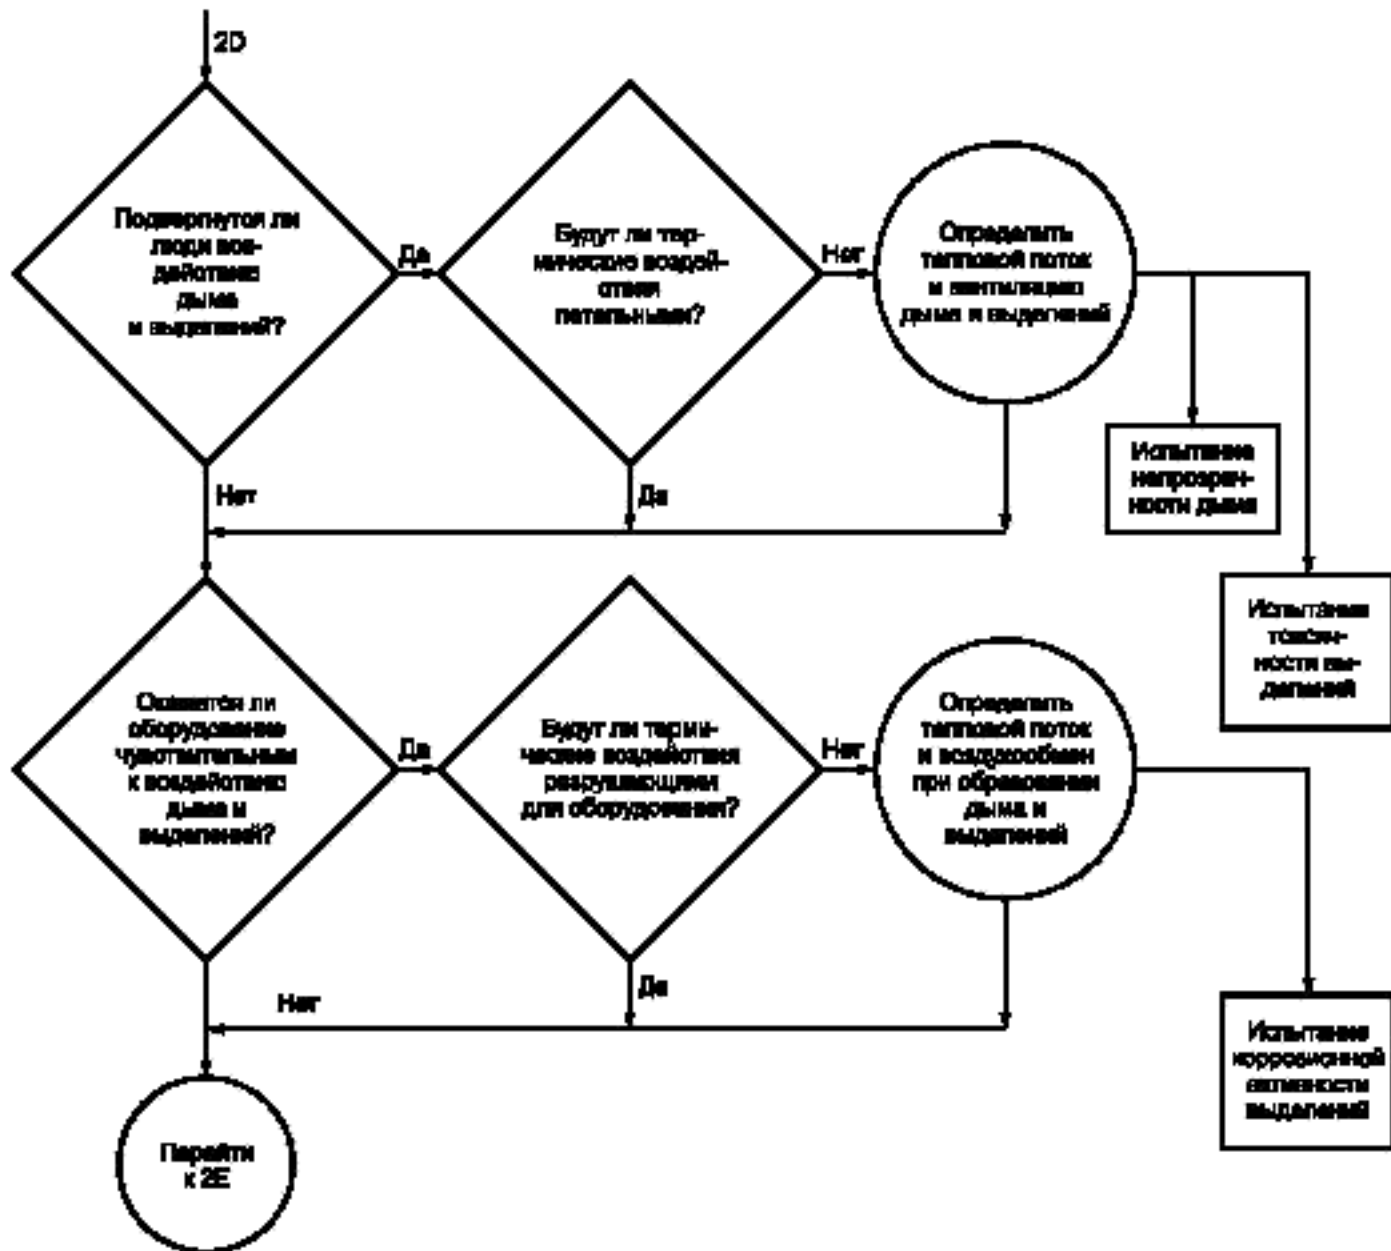 2D
Подвергнутся ли
люди воз-
действию
дыма
и выделений?
Да
Будут ли тер-
мические воздей-
ствия
летальными?
Нет
Определить
тепловой поток
и вентиляцию
дыма и выделений
Испытание
непрозрач-
ности дыма
Нет
Да
Испытание
токсич-
ности вы-
делений
Окажется ли
оборудование
чувствительным
к воздействию
дыма и
выделений?
Да
Будут ли терми-
ческие воздействия
разрушающими
для оборудования?
Нет
Определить
тепловой поток
и воздухообмен
при образовании
дыма и
выделений
Нет
Да
Испытание
коррозионной
активности
выделений
Перейти
к 2E